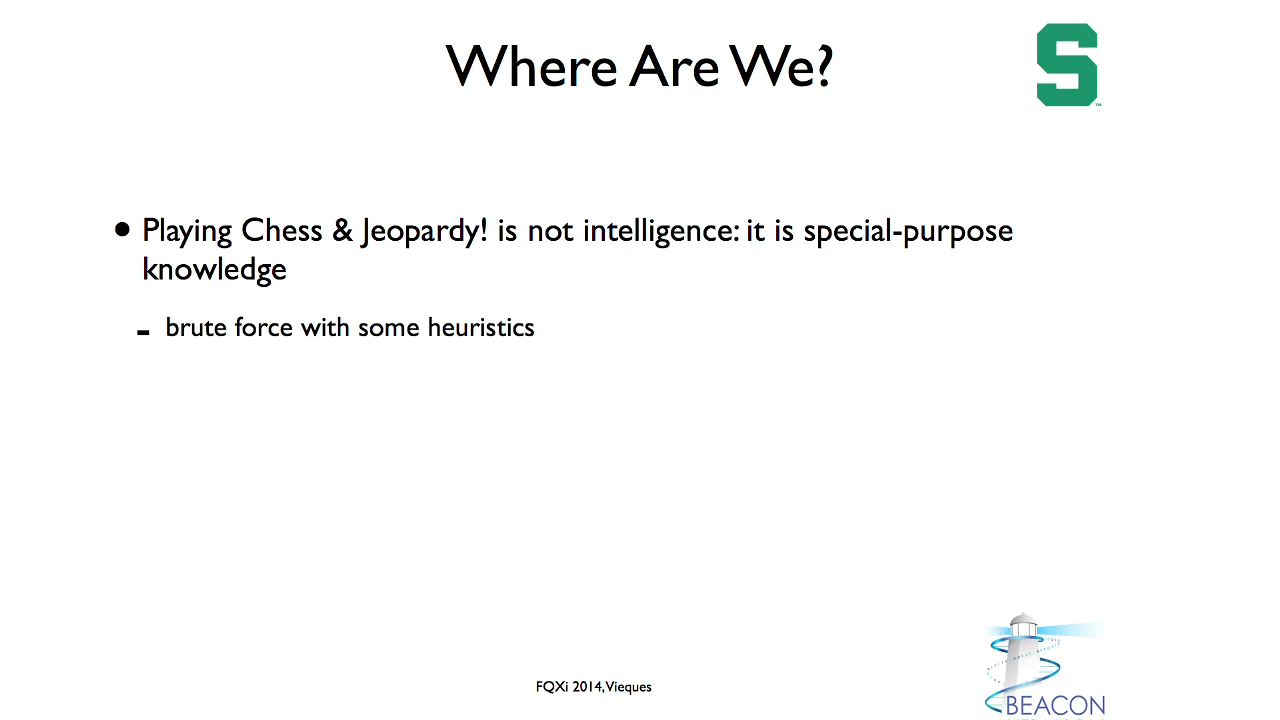 Where Are We?
S
• Playing Chess & Jeopardy! is not intelligence: it is special-purpose
knowledge
- brute force with some heuristics
FQXi 2014, Vieques
BEACON